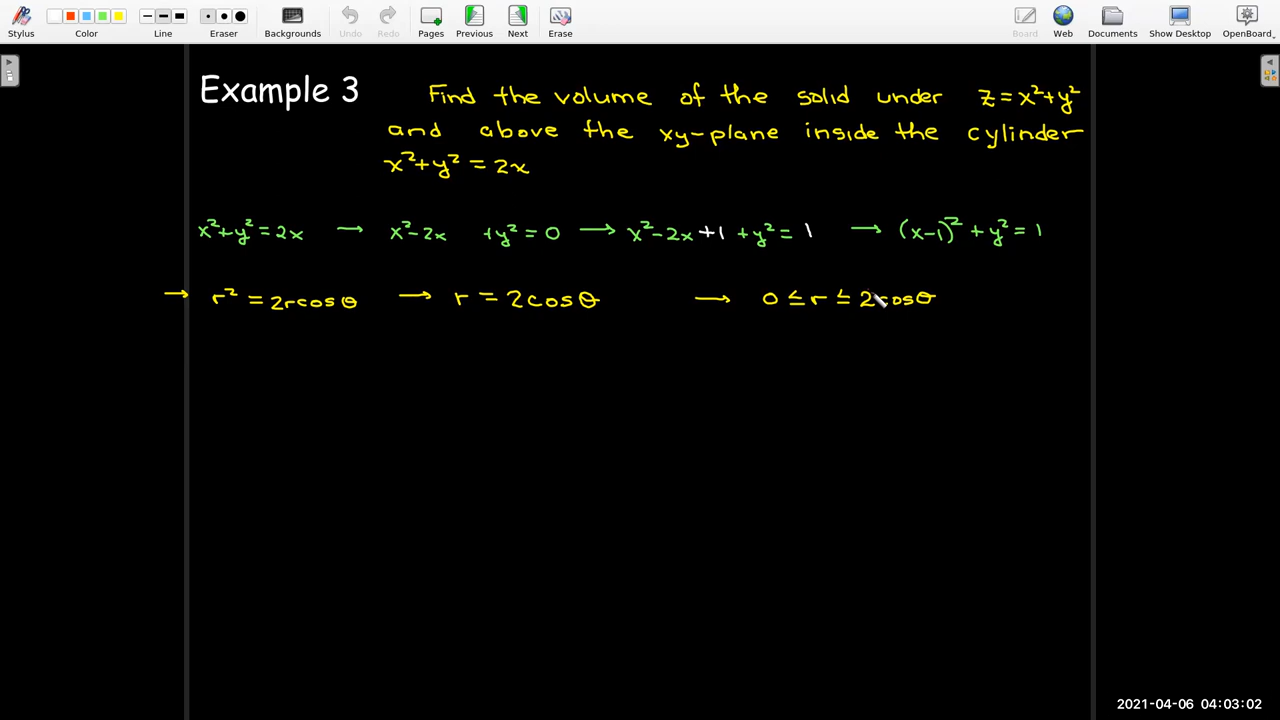 Stylus Color Line Eraser Backgrounds Undo Redo Pages Previous Next Erase Board Web Documents Show Desktop OpenBoard
Example 3 Find the volume of the solid under z = x²+y²
and above the xy-plane inside the cylinder
x²+y² = 2x
x²+y² = 2x → x²-2x +y² = 0 → x²-2x +1 +y² = 1 → (x-1)² + y² = 1
→ r² = 2rcosθ → r = 2cosθ → 0 ≤ r ≤ 2cosθ
2021-04-06 04:03:02